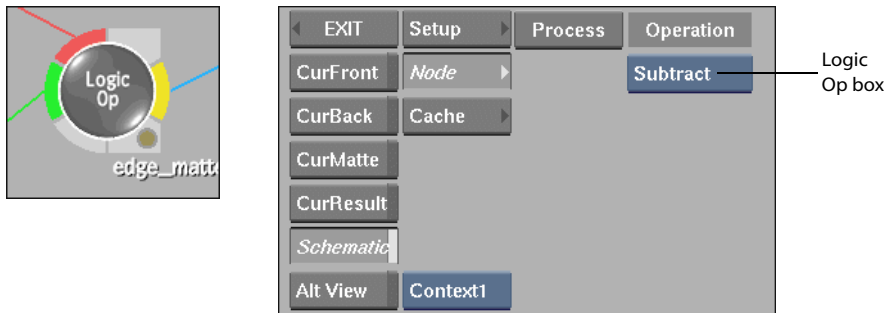 Logic
Op
edge_matte
EXIT Setup Process Operation
CurFront Node Subtract
CurBack Cache
CurMatte
CurResult
Schematic
Alt View Context1
Logic
Op box